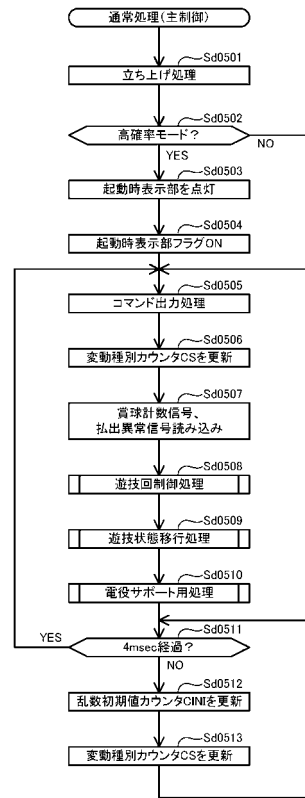 通常処理(主制御)
Sd0501
立ち上げ処理
Sd0502
高確率モード?
NO
YES
Sd0503
起動時表示部を点灯
Sd0504
起動時表示部フラグON
Sd0505
コマンド出力処理
Sd0506
変動種別カウンタCSを更新
Sd0507
賞球計数信号、
払出異常信号読み込み
Sd0508
遊技回制御処理
Sd0509
遊技状態移行処理
Sd0510
電役サポート用処理
Sd0511
YES
4msec経過?
NO
Sd0512
乱数初期値カウンタCINIを更新
Sd0513
変動種別カウンタCSを更新